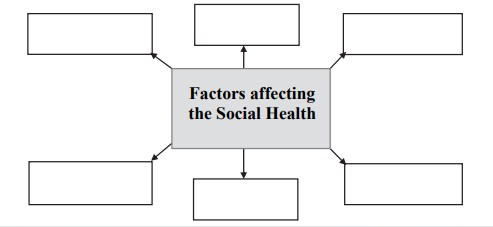 Factors affecting
the Social Health